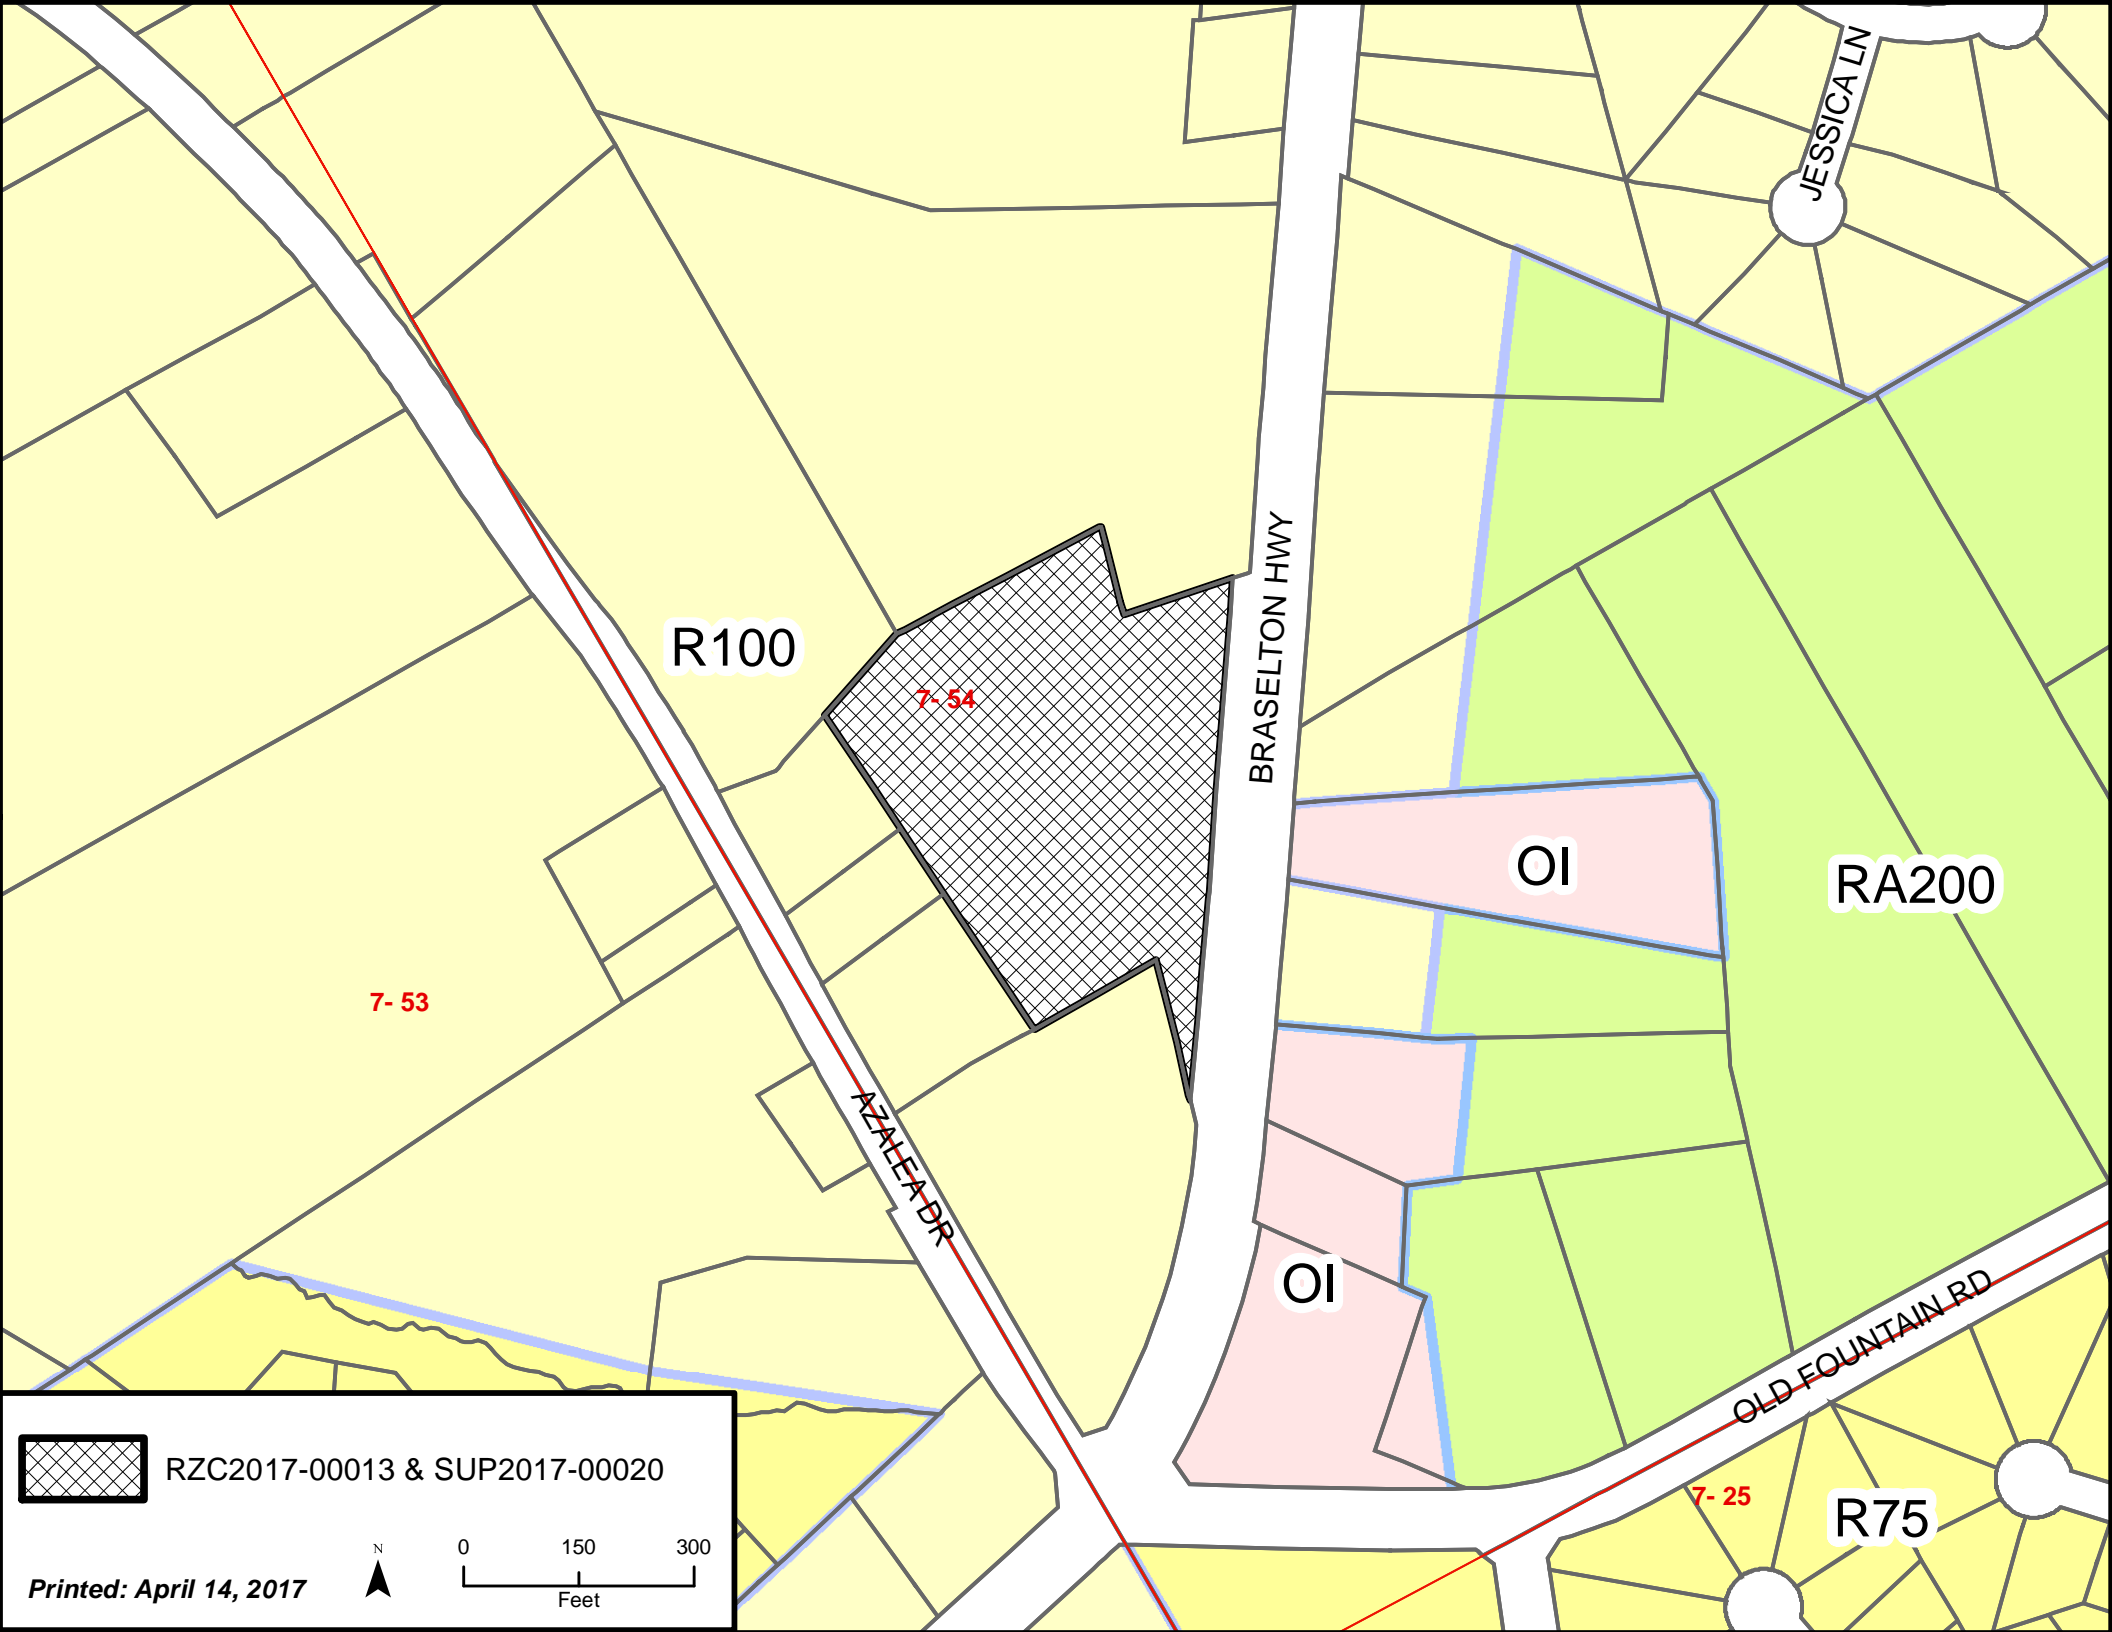 JESSICA LN
BRASELTON HWY
R100
7- 54
OI
RA200
7- 53
AZALEA DR
OI
OLD FOUNTAIN RD
7- 25
R75
RZC2017-00013 & SUP2017-00020
N
0 150 300
Feet
Printed: April 14, 2017